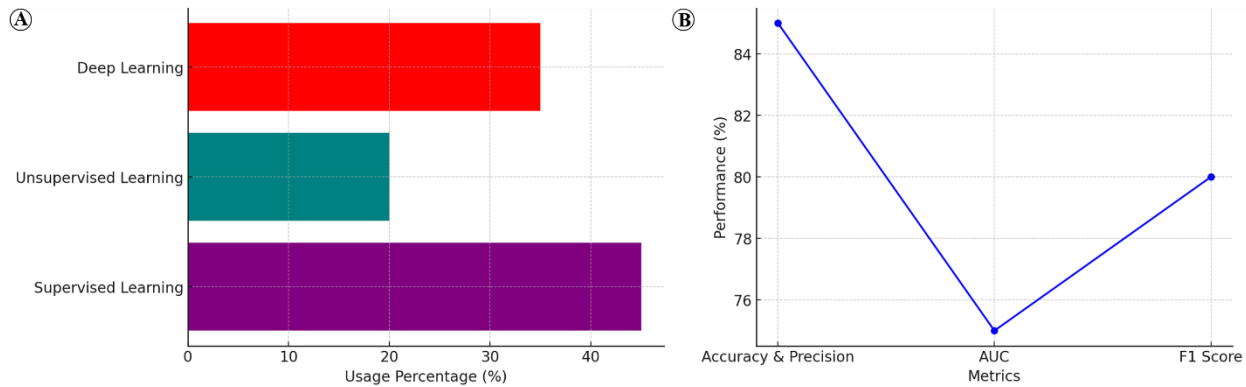 A
Deep Learning
Unsupervised Learning
Supervised Learning
0 10 20 30 40
Usage Percentage (%)
B
84
82
80
78
76
Performance (%)
Accuracy & Precision AUC F1 Score
Metrics